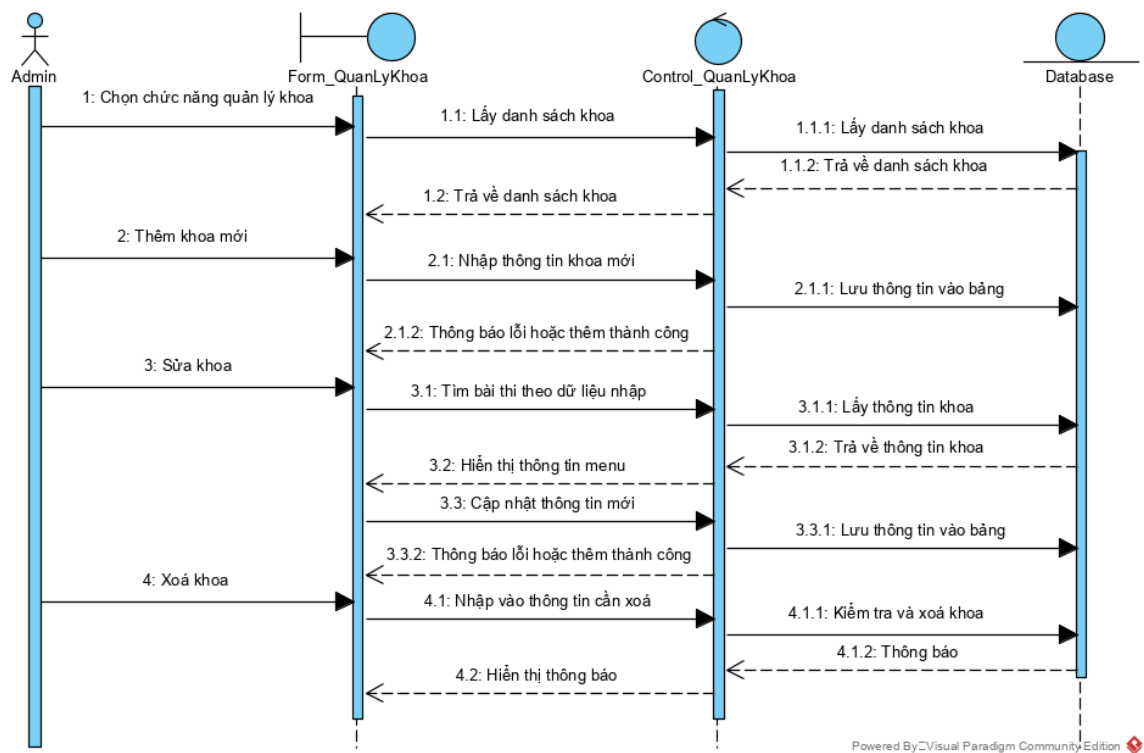 Admin
Form_QuanLyKhoa
Control_QuanLyKhoa
Database
1: Chọn chức năng quản lý khoa
1.1: Lấy danh sách khoa
1.1.1: Lấy danh sách khoa
1.1.2: Trả về danh sách khoa
1.2: Trả về danh sách khoa
2: Thêm khoa mới
2.1: Nhập thông tin khoa mới
2.1.1: Lưu thông tin vào bảng
2.1.2: Thông báo lỗi hoặc thêm thành công
3: Sửa khoa
3.1: Tìm bài thi theo dữ liệu nhập
3.1.1: Lấy thông tin khoa
3.1.2: Trả về thông tin khoa
3.2: Hiển thị thông tin menu
3.3: Cập nhật thông tin mới
3.3.1: Lưu thông tin vào bảng
3.3.2: Thông báo lỗi hoặc thêm thành công
4: Xoá khoa
4.1: Nhập vào thông tin cần xoá
4.1.1: Kiểm tra và xoá khoa
4.1.2: Thông báo
4.2: Hiển thị thông báo
Powered By Visual Paradigm Community Edition